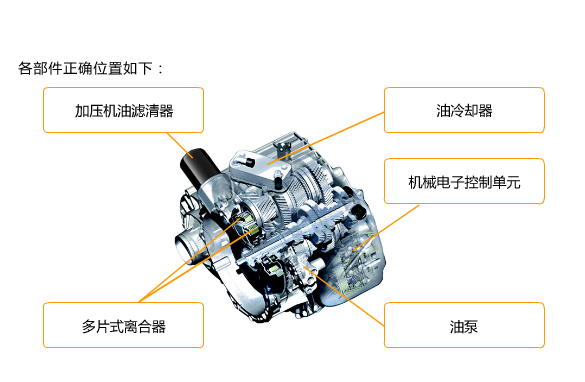 各部件正确位置如下：
加压机油滤清器
油冷却器
机械电子控制单元
多片式离合器
油泵